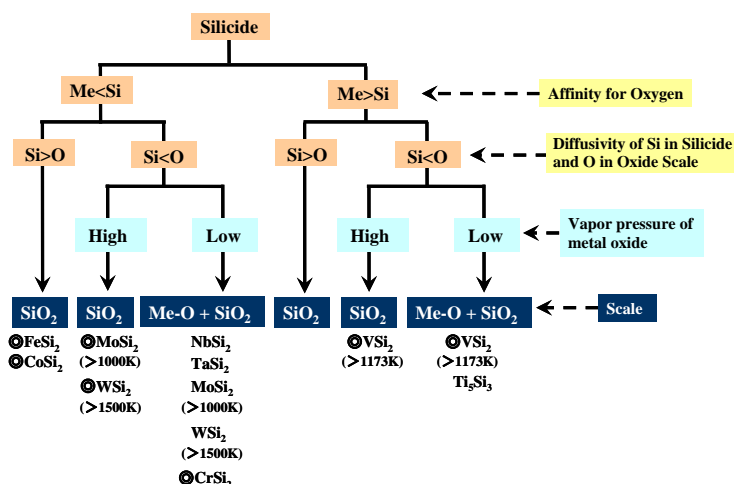 Silicide
Me<Si
Me>Si
Affinity for Oxygen
Si>O
Si<O
Si>O
Si<O
Diffusivity of Si in Silicide
and O in Oxide Scale
High
Low
High
Low
Vapor pressure of
metal oxide
SiO₂
SiO₂
Me-O + SiO₂
SiO₂
SiO₂
Me-O + SiO₂
Scale
◎FeSi₂
◎CoSi₂
◎MoSi₂
(>1000K)
◎WSi₂
(>1500K)
NbSi₂
TaSi₂
MoSi₂
(>1000K)
WSi₂
(>1500K)
◎CrSi₂
◎VSi₂
(>1173K)
◎VSi₂
(>1173K)
Ti₅Si₃